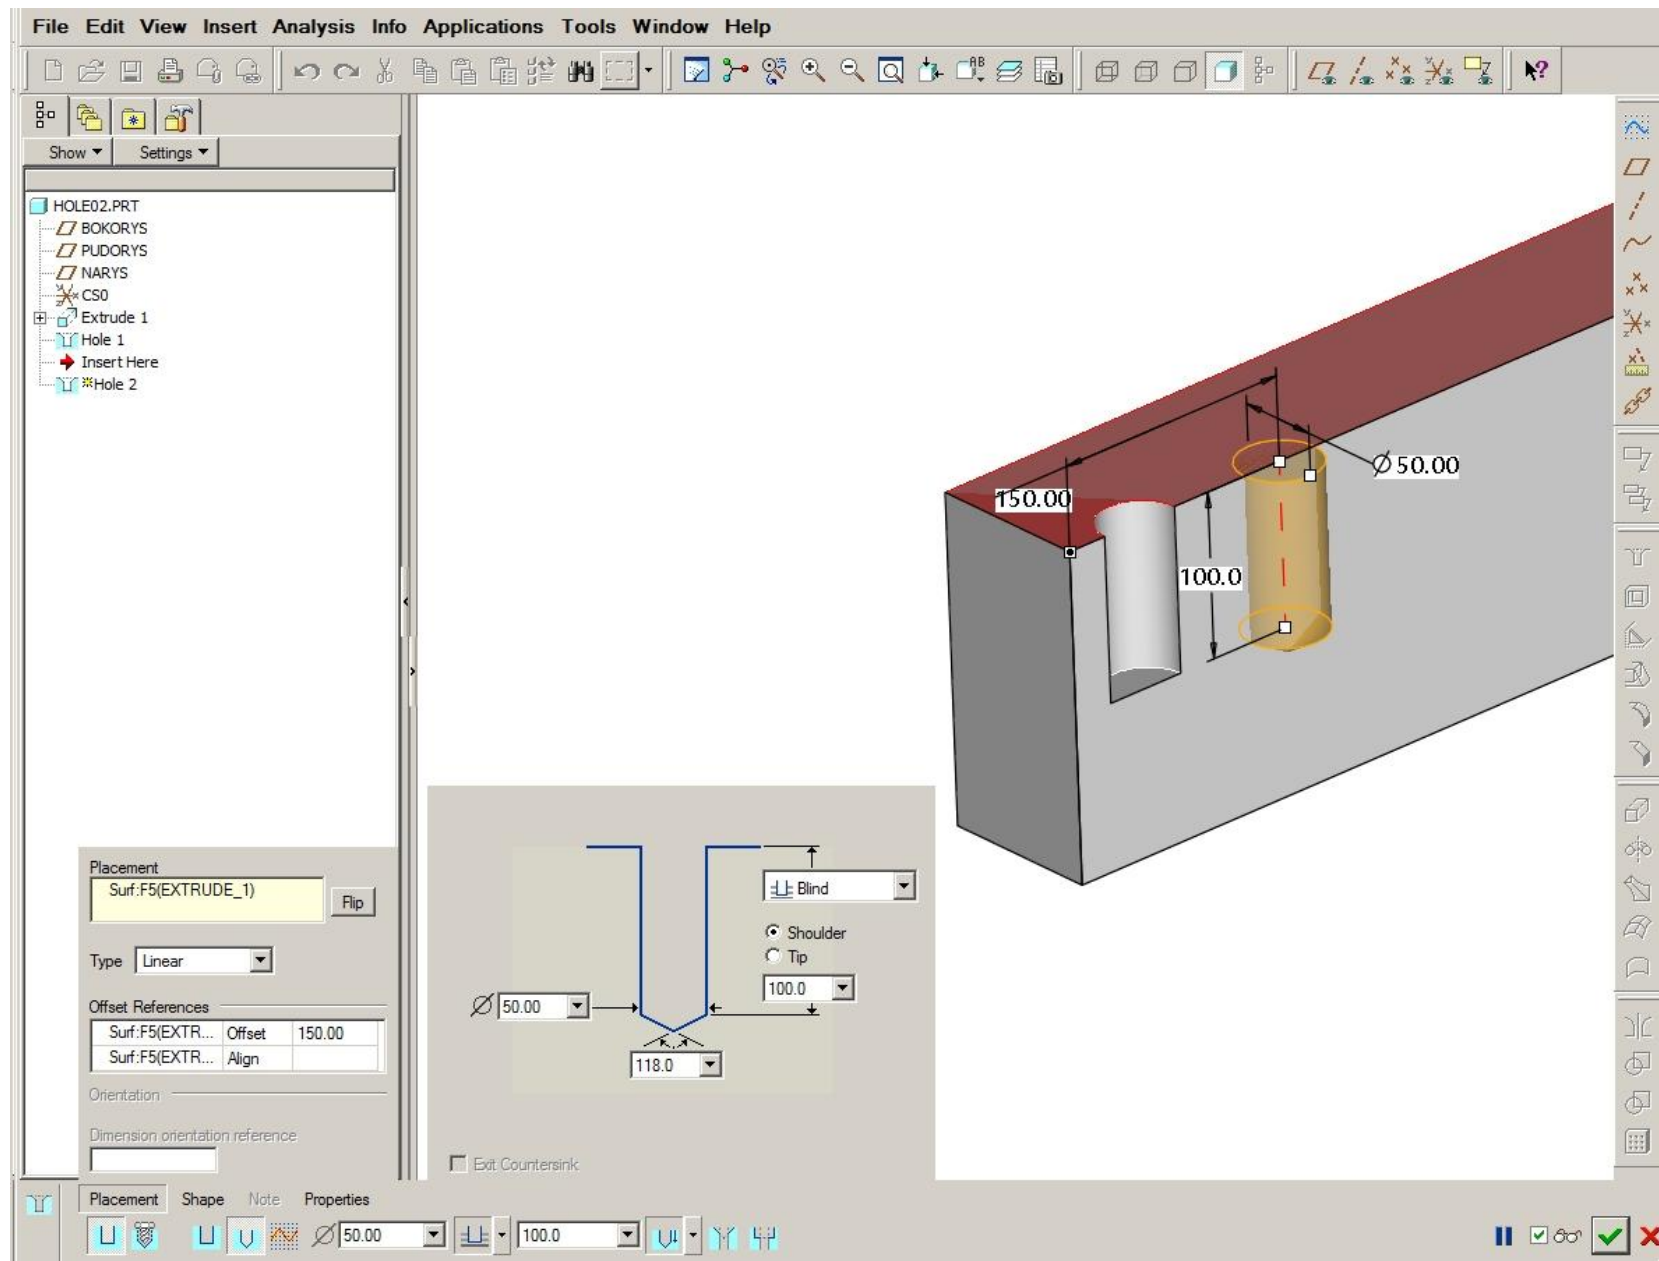 File Edit View Insert Analysis Info Applications Tools Window Help
Show Settings
HOLE02.PRT
BOKORYS
PUDORYS
NARYS
CS0
Extrude 1
Hole 1
Insert Here
Hole 2
150.00
Ø 50.00
100.0
Placement
Surf:F5(EXTRUDE_1)
Flip
Type Linear
Offset References
Surf:F5(EXTR... Offset 150.00
Surf:F5(EXTR... Align
Orientation
Dimension orientation reference
Blind
Shoulder
Tip
100.0
Ø 50.00
118.0
Exit Countersink
Placement Shape Note Properties
Ø 50.00 100.0